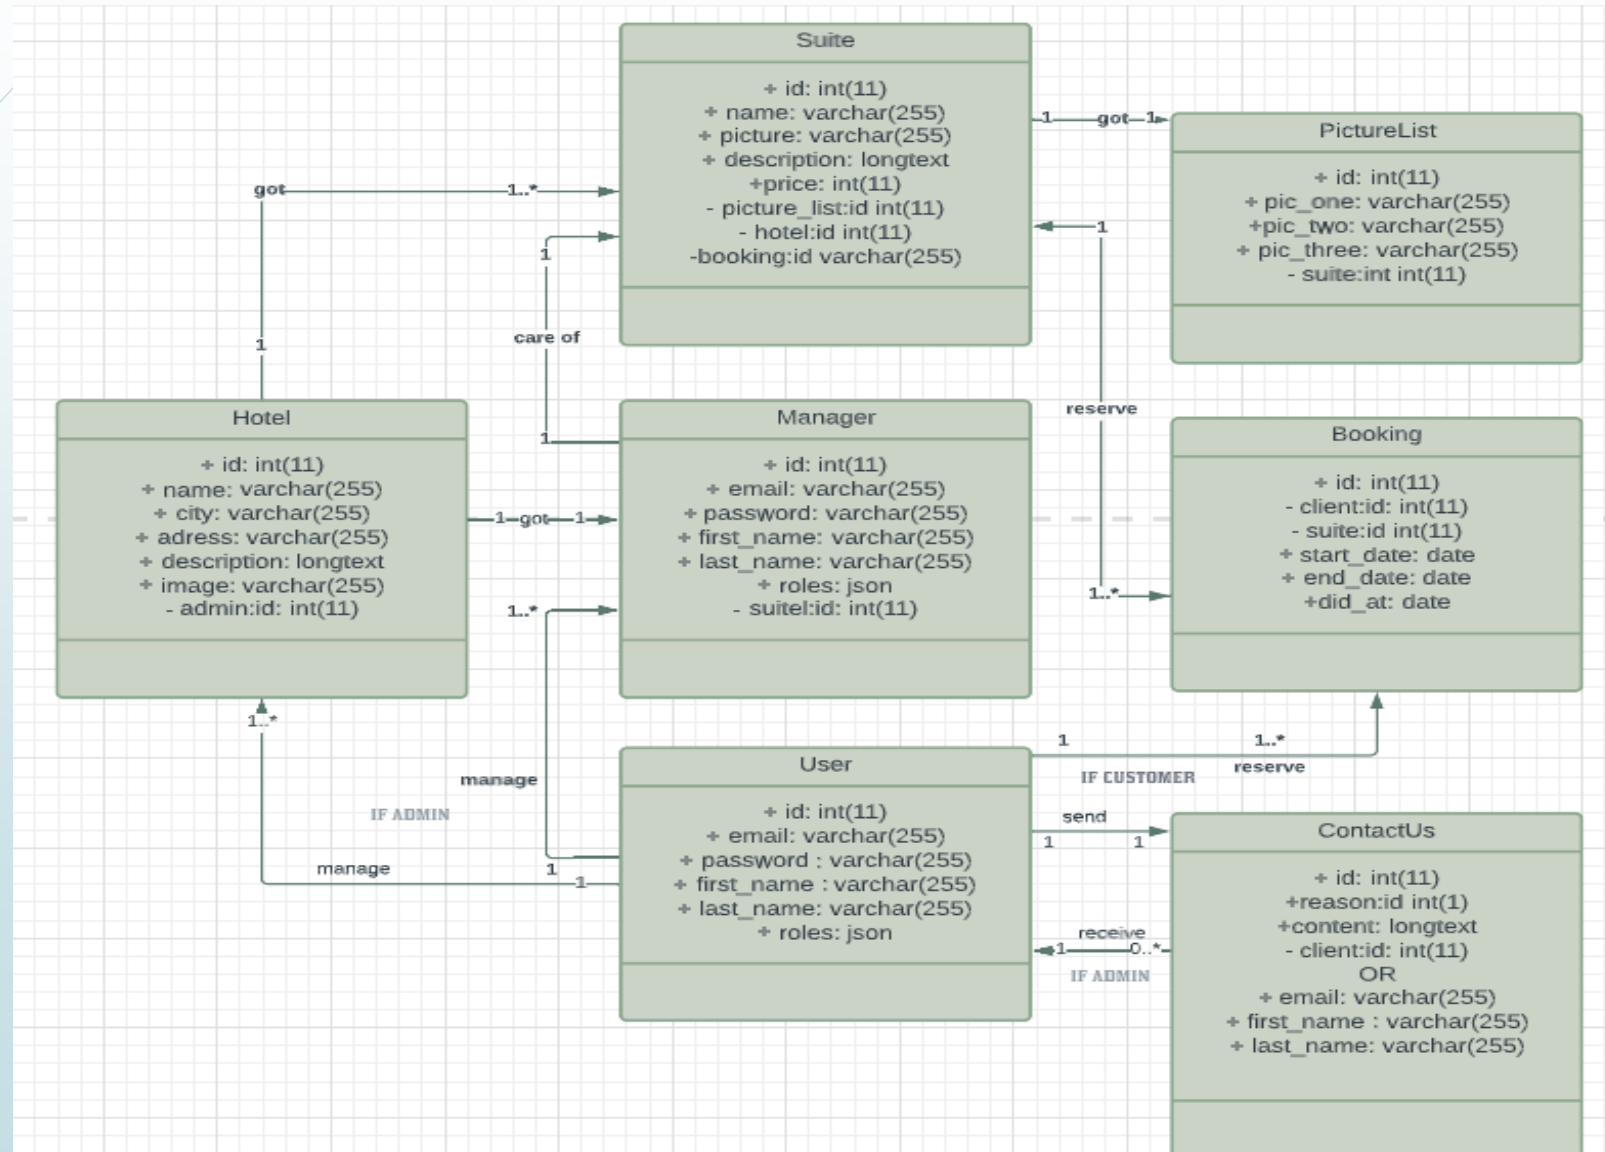 Suite
+ id: int(11)
+ name: varchar(255)
+ picture: varchar(255)
+ description: longtext
+price: int(11)
- picture_list:id int(11)
- hotel:id int(11)
-booking:id varchar(255)
1 got 1
PictureList
+ id: int(11)
+ pic_one: varchar(255)
+pic_two: varchar(255)
+ pic_three: varchar(255)
- suite:int int(11)
got 1..*
1
1
care of
1
1
reserve
1..*
Hotel
+ id: int(11)
+ name: varchar(255)
+ city: varchar(255)
+ adress: varchar(255)
+ description: longtext
+ image: varchar(255)
- admin:id: int(11)
1 got 1
Manager
+ id: int(11)
+ email: varchar(255)
+ password: varchar(255)
+ first_name: varchar(255)
+ last_name: varchar(255)
+ roles: json
- suitel:id: int(11)
Booking
+ id: int(11)
- client:id: int(11)
- suite:id int(11)
+ start_date: date
+ end_date: date
+did_at: date
1..*
1..*
manage
IF ADMIN
manage
1
1
User
+ id: int(11)
+ email: varchar(255)
+ password : varchar(255)
+ first_name : varchar(255)
+ last_name: varchar(255)
+ roles: json
1 1..*
IF CUSTOMER reserve
send
1 1
receive
1 0..*
IF ADMIN
ContactUs
+ id: int(11)
+reason:id int(1)
+content: longtext
- client:id: int(11)
OR
+ email: varchar(255)
+ first_name : varchar(255)
+ last_name: varchar(255)